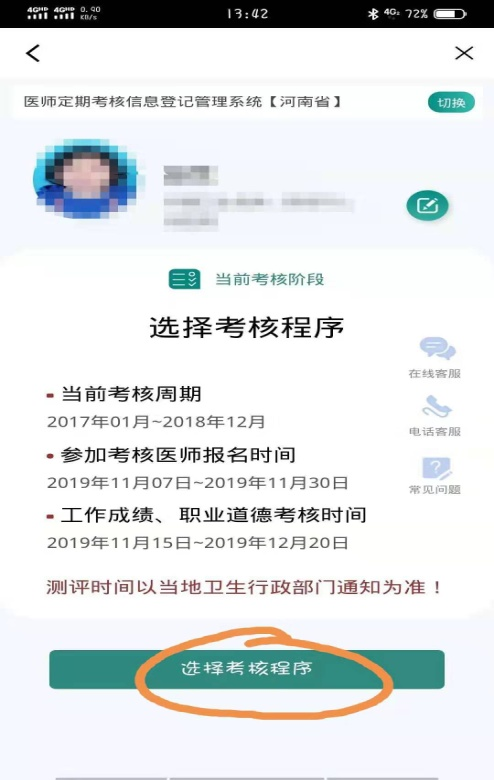 4GHD 4GHD 0.90 KB/s 13:42 4G 72%
医师定期考核信息登记管理系统【河南省】 切换
当前考核阶段
选择考核程序
在线客服
当前考核周期
2017年01月~2018年12月
电话客服
参加考核医师报名时间
2019年11月07日~2019年11月30日
常见问题
工作成绩、职业道德考核时间
2019年11月15日~2019年12月20日
测评时间以当地卫生行政部门通知为准！
选择考核程序